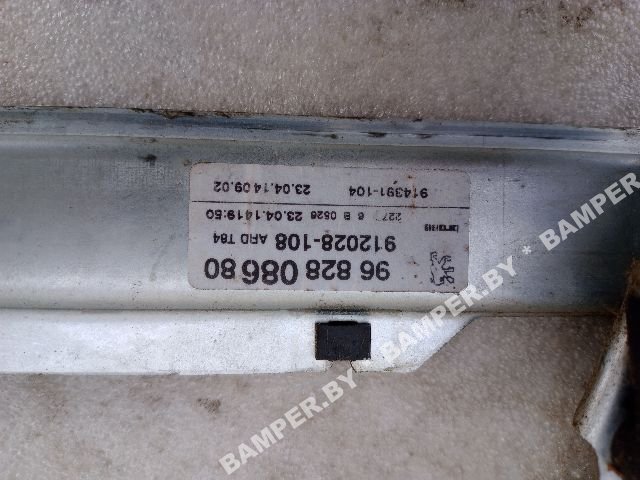 96 828 086 80
912028-108 ARD T84
6 B 0526 23.04.14 19:50
914391-104 23.04.14 09.02
BAMPER.BY * BAMPER.BY * BAMPER.BY * BAMPER.BY